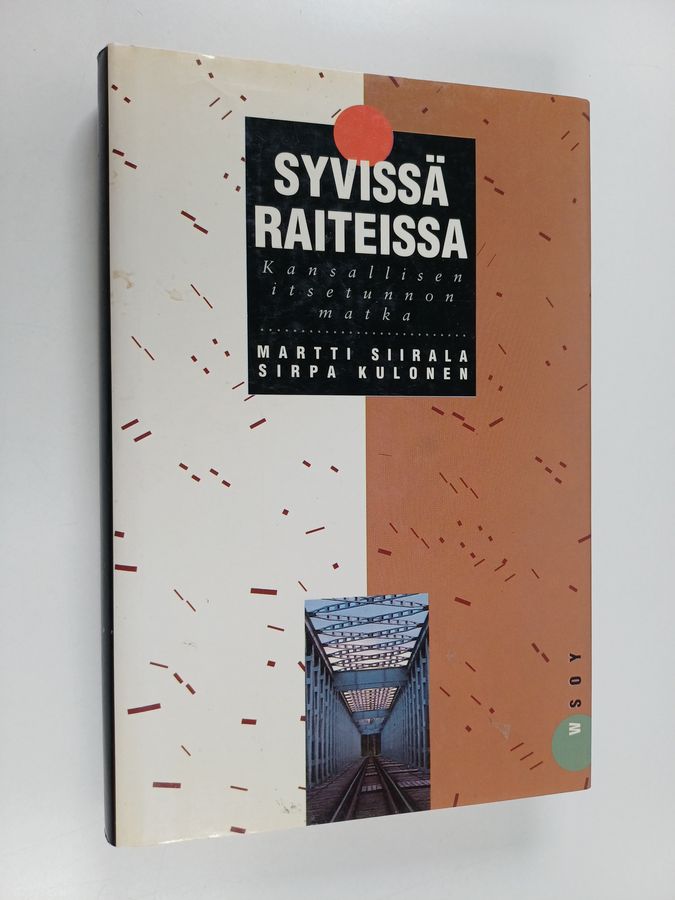 SYVISSÄ
RAITEISSA
Kansallisen
itsetunnon
matka
MARTTI SIIRALA
SIRPA KULONEN
WSOY